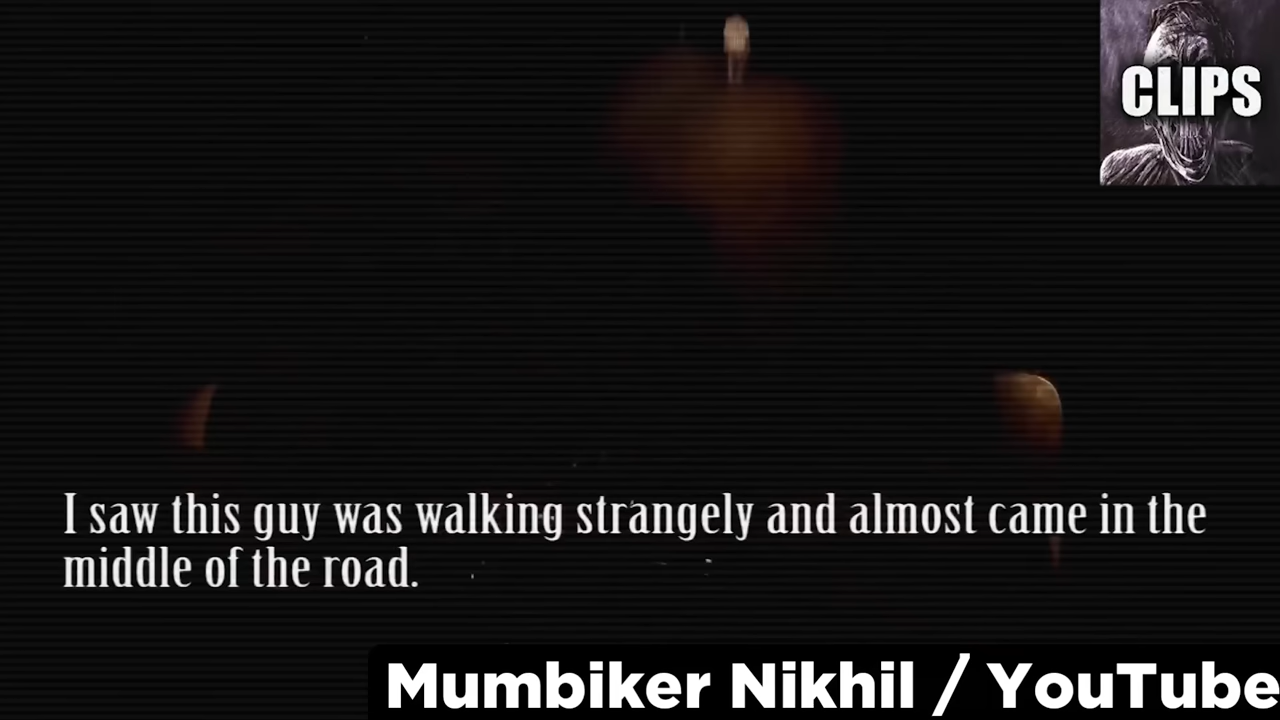 CLIPS
I saw this guy was walking strangely and almost came in the
middle of the road.
Mumbiker Nikhil / YouTube